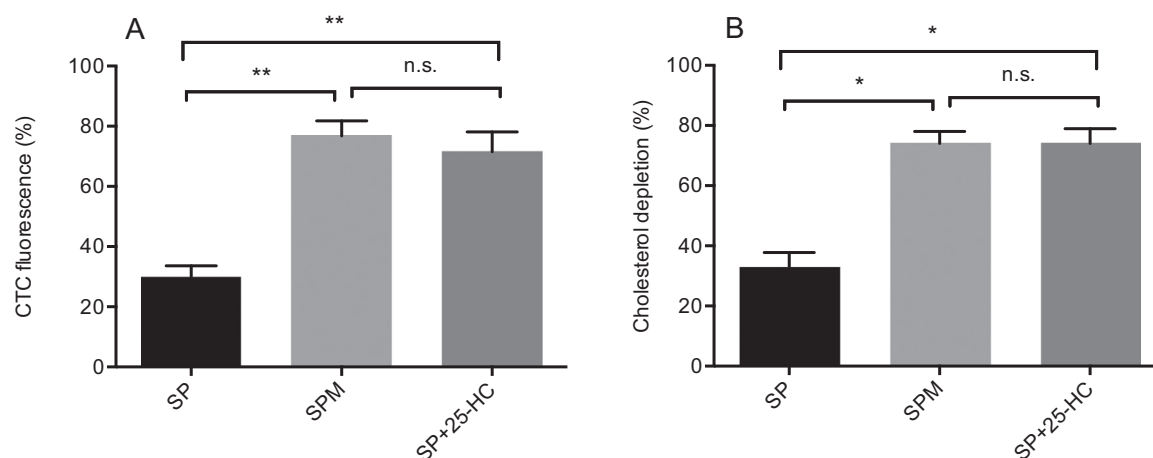 A
**
**
n.s.
100
80
60
40
20
0
CTC fluorescence (%)
SP
SPM
SP+25-HC
B
*
*
n.s.
100
80
60
40
20
0
Cholesterol depletion (%)
SP
SPM
SP+25-HC